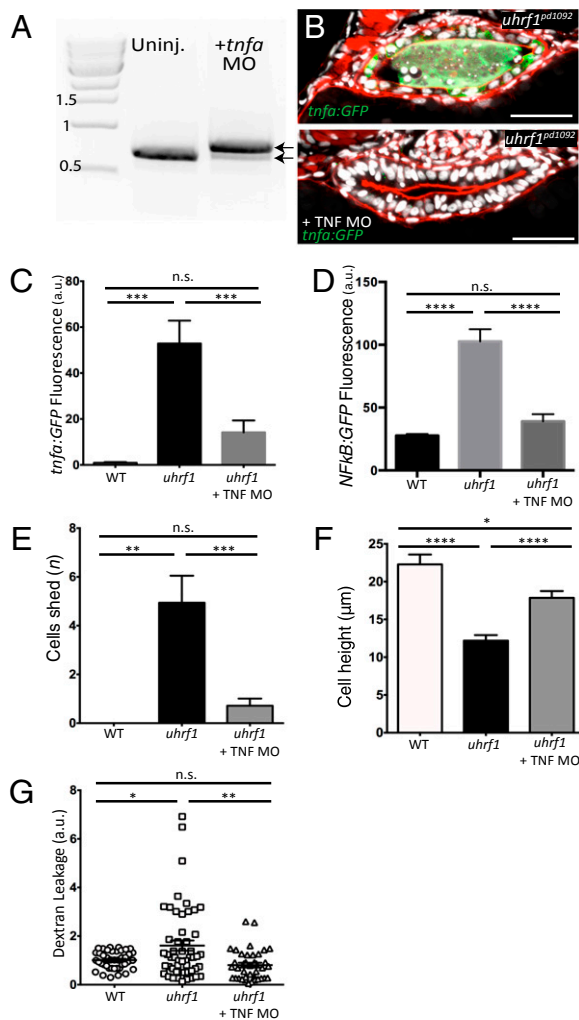 A
Uninj.
+tnfa
MO
1.5
1
0.5
B
uhrf1pd1092
tnfa:GFP
uhrf1pd1092
+ TNF MO
tnfa:GFP
C
n.s.
***
***
tnfa:GFP Fluorescence (a.u.)
80
60
40
20
0
WT
uhrf1
uhrf1
+ TNF MO
D
n.s.
****
****
NFkB:GFP Fluorescence (a.u.)
150
100
50
0
WT
uhrf1
uhrf1
+ TNF MO
E
n.s.
**
***
Cells shed (n)
8
6
4
2
0
WT
uhrf1
uhrf1
+ TNF MO
F
*
****
****
Cell height (µm)
25
20
15
10
5
0
WT
uhrf1
uhrf1
+ TNF MO
G
n.s.
*
**
Dextran Leakage (a.u.)
8
6
4
2
0
WT
uhrf1
uhrf1
+ TNF MO